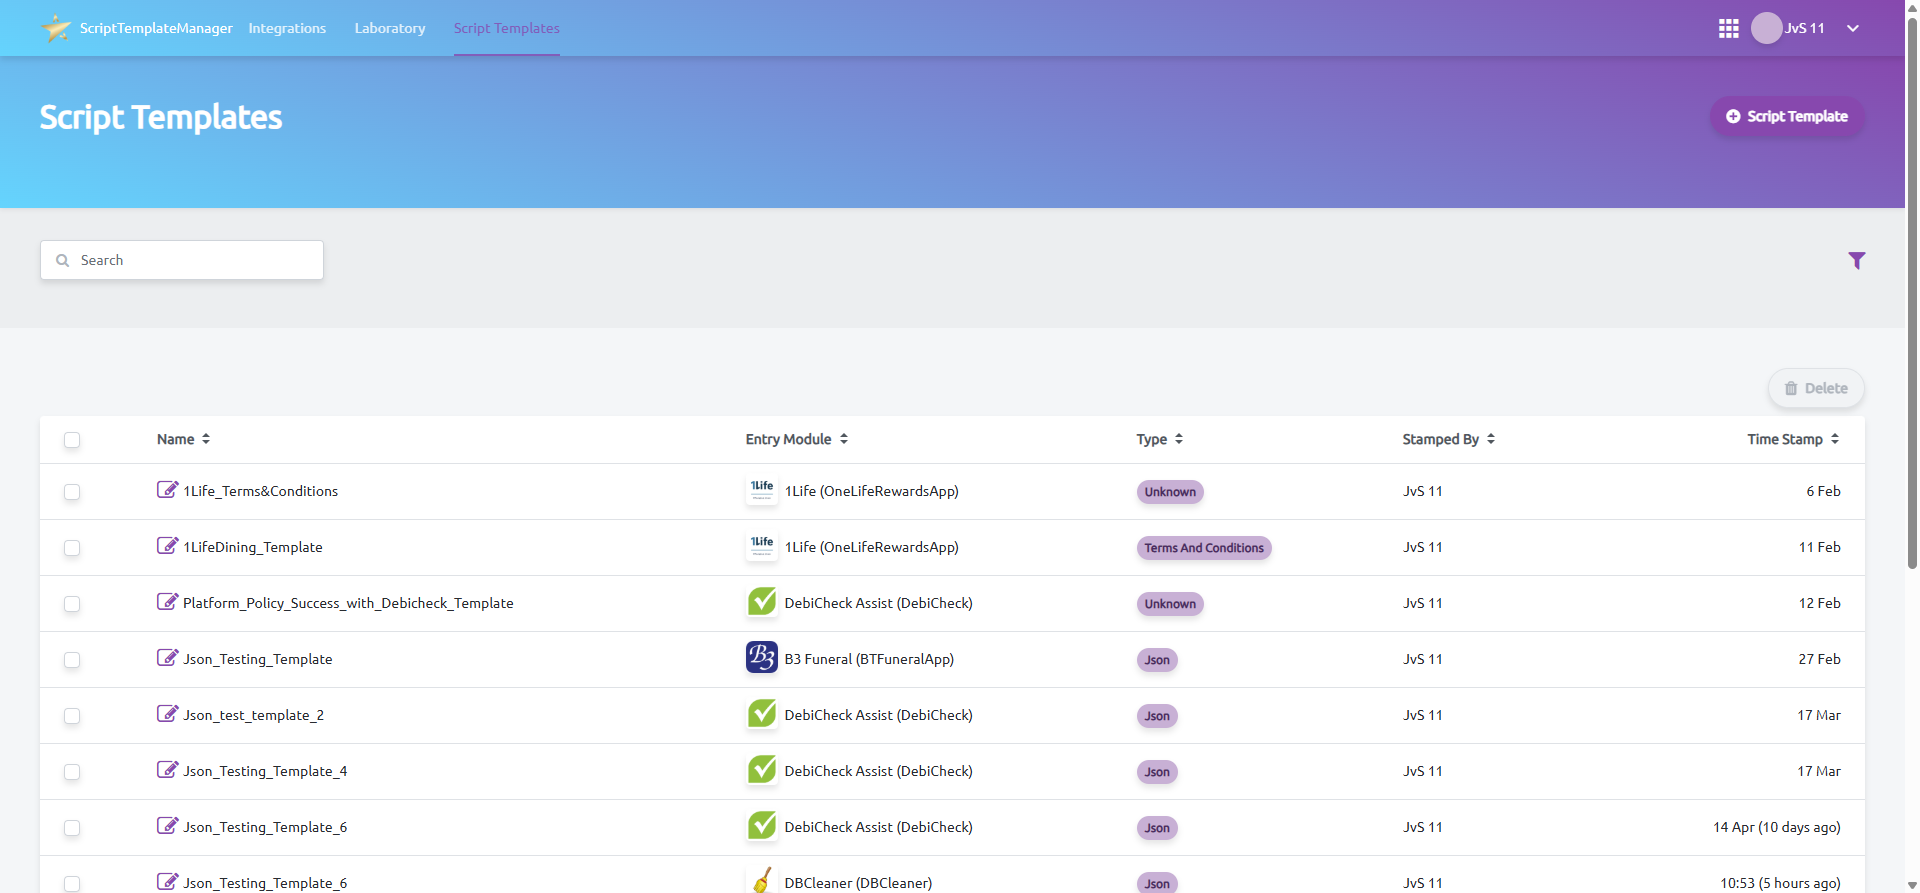 ScriptTemplateManager Integrations Laboratory Script Templates JvS 11
Script Templates
Script Template
Search
Delete
Name Entry Module Type Stamped By Time Stamp
1Life_Terms&Conditions 1Life 1Life (OneLifeRewardsApp) Unknown JvS 11 6 Feb
1LifeDining_Template 1Life 1Life (OneLifeRewardsApp) Terms And Conditions JvS 11 11 Feb
Platform_Policy_Success_with_Debicheck_Template DebiCheck Assist (DebiCheck) Unknown JvS 11 12 Feb
Json_Testing_Template B3 B3 Funeral (BTFuneralApp) Json JvS 11 27 Feb
Json_test_template_2 DebiCheck Assist (DebiCheck) Json JvS 11 17 Mar
Json_Testing_Template_4 DebiCheck Assist (DebiCheck) Json JvS 11 17 Mar
Json_Testing_Template_6 DebiCheck Assist (DebiCheck) Json JvS 11 14 Apr (10 days ago)
Json_Testing_Template_6 DBCleaner (DBCleaner) Json JvS 11 10:53 (5 hours ago)